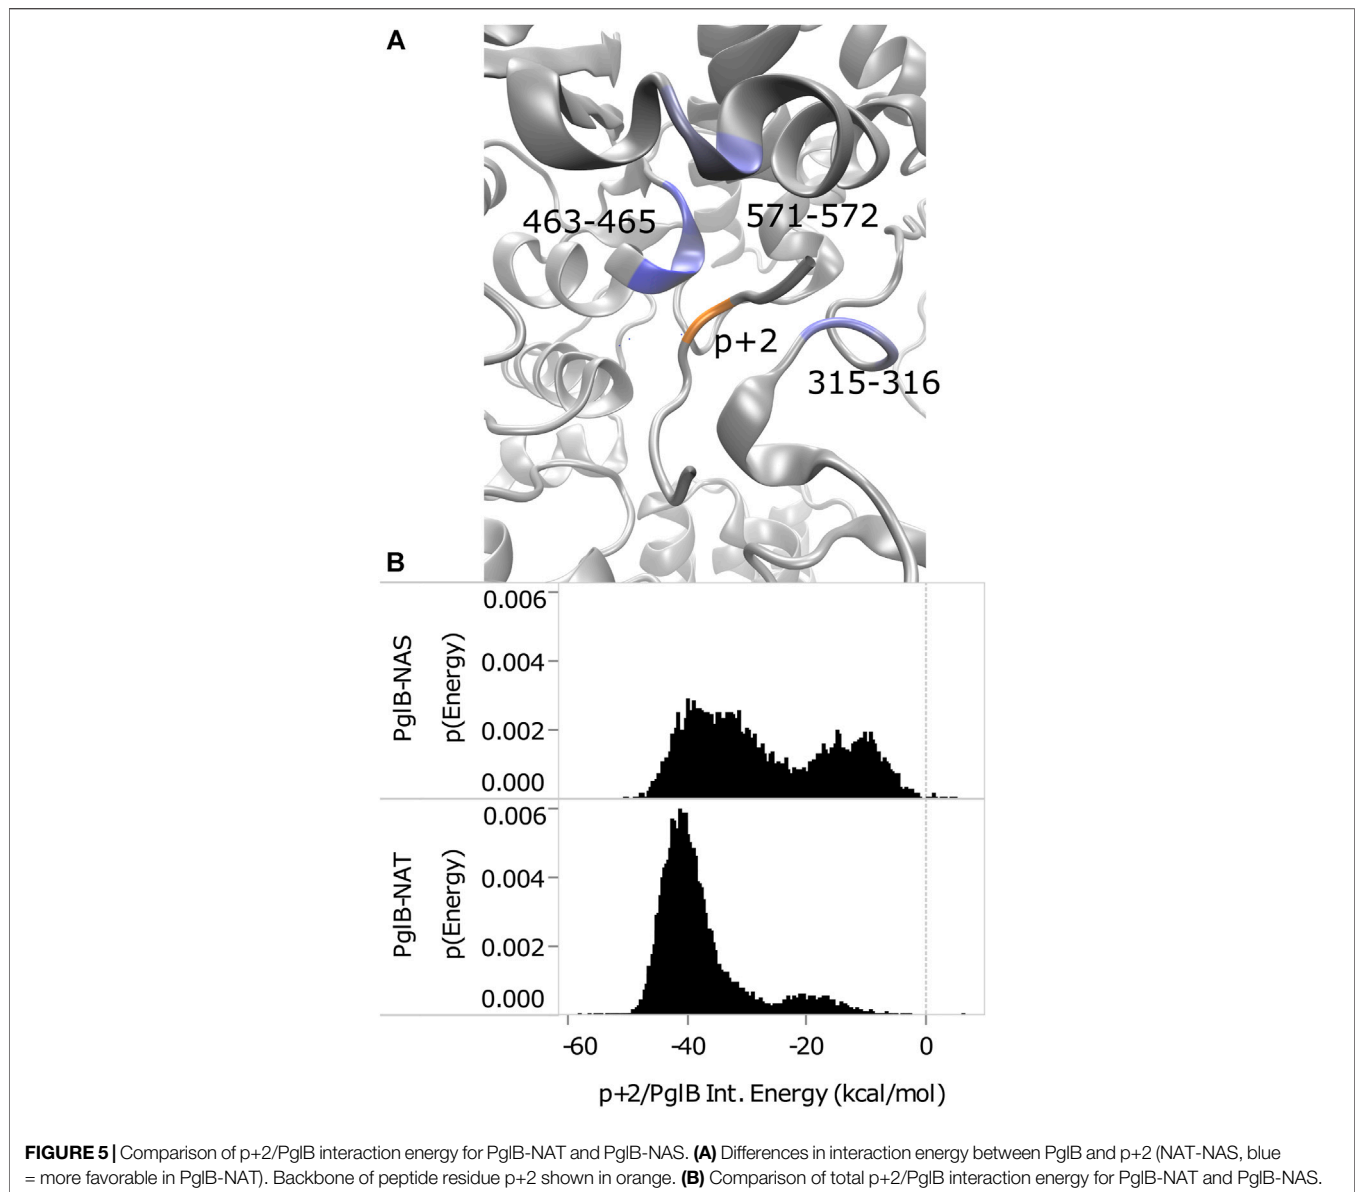 A
463-465
571-572
p+2
315-316
B
PglB-NAS
p(Energy)
0.006
0.004
0.002
0.000
PglB-NAT
p(Energy)
0.006
0.004
0.002
0.000
-60
-40
-20
0
p+2/PglB Int. Energy (kcal/mol)
FIGURE 5 | Comparison of p+2/PglB interaction energy for PglB-NAT and PglB-NAS. (A) Differences in interaction energy between PglB and p+2 (NAT-NAS, blue
= more favorable in PglB-NAT). Backbone of peptide residue p+2 shown in orange. (B) Comparison of total p+2/PglB interaction energy for PglB-NAT and PglB-NAS.